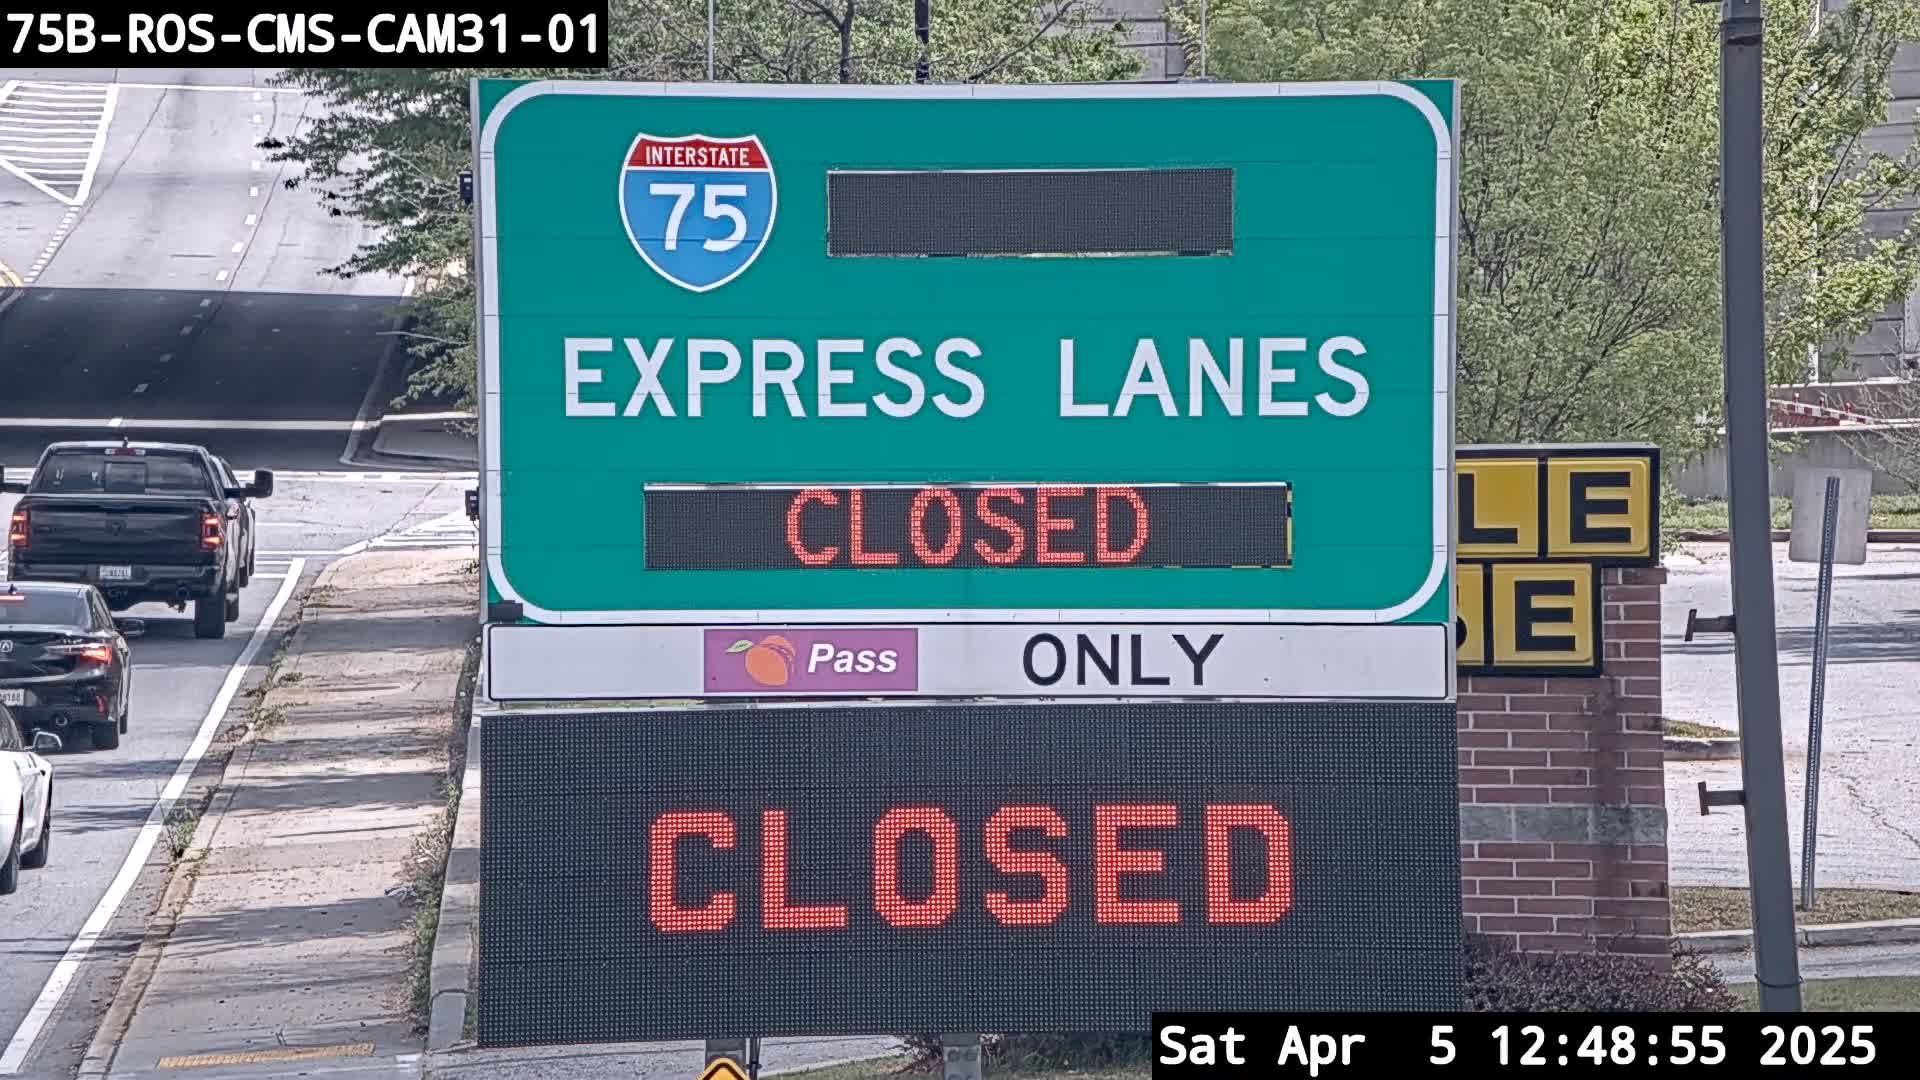 75B-ROS-CMS-CAM31-01
INTERSTATE
75
EXPRESS LANES
CLOSED
LE
E
Pass ONLY
CLOSED
Sat Apr 5 12:48:55 2025